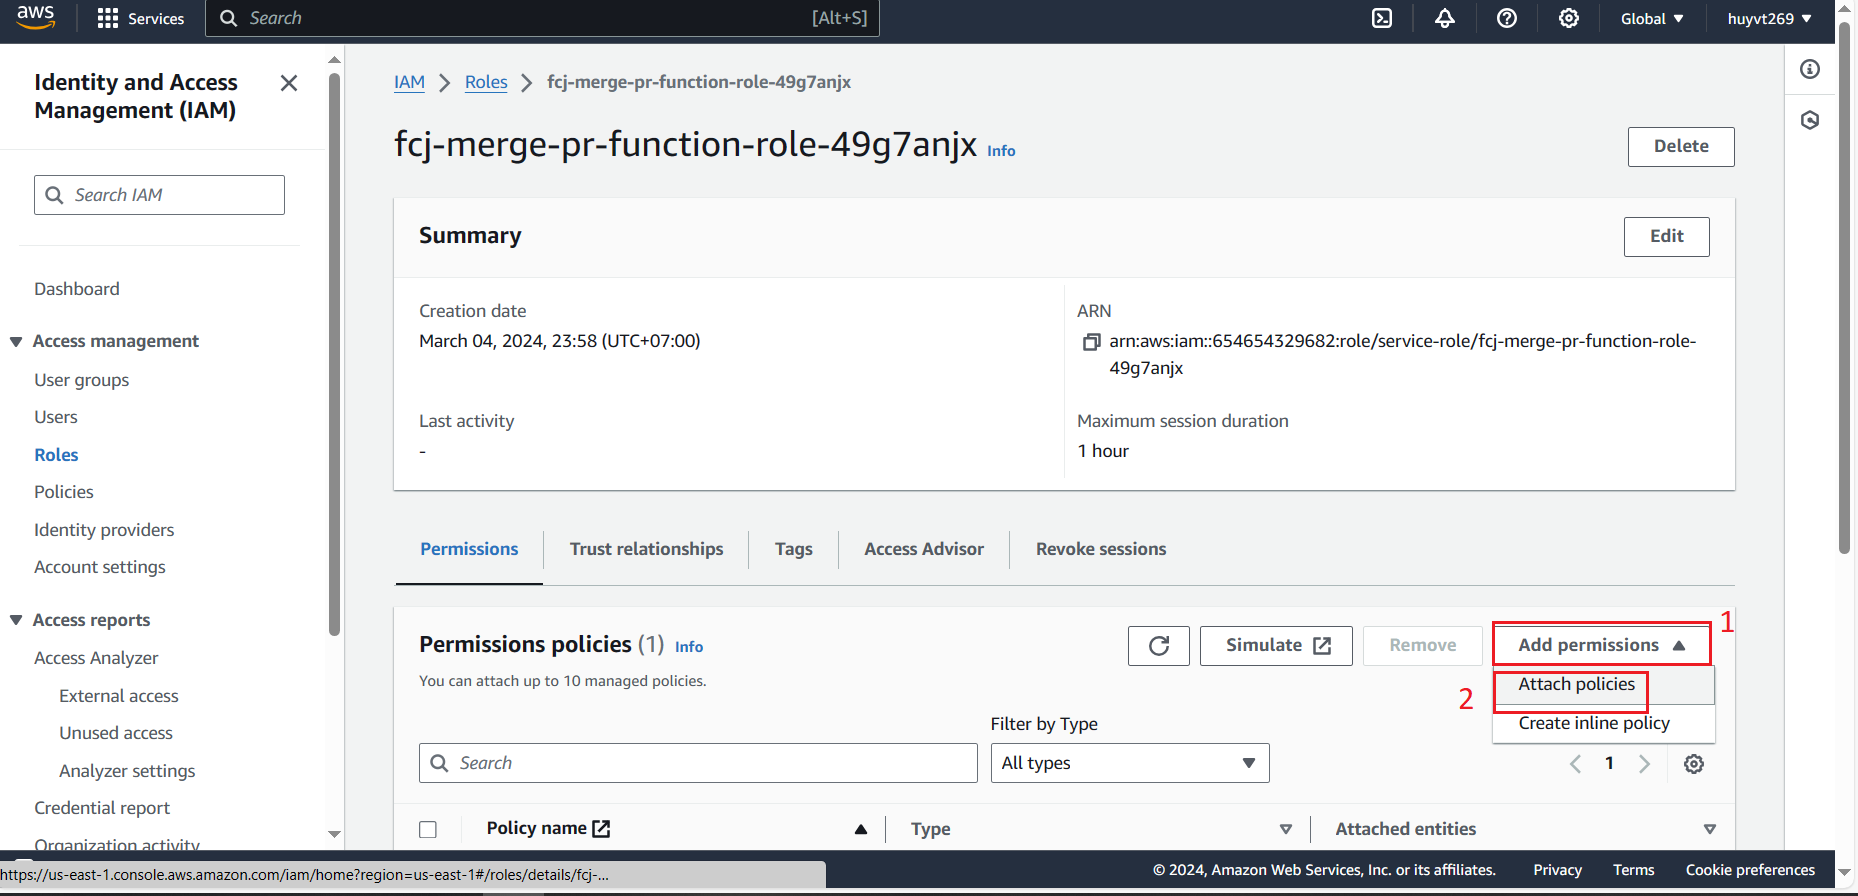 aws
Services
Search
[Alt+S]
Global
huyvt269
Identity and Access
Management (IAM)
Search IAM
Dashboard
Access management
User groups
Users
Roles
Policies
Identity providers
Account settings
Access reports
Access Analyzer
External access
Unused access
Analyzer settings
Credential report
Organization activity
IAM
Roles
fcj-merge-pr-function-role-49g7anjx
fcj-merge-pr-function-role-49g7anjx Info
Delete
Summary
Edit
Creation date
March 04, 2024, 23:58 (UTC+07:00)
ARN
arn:aws:iam::654654329682:role/service-role/fcj-merge-pr-function-role-
49g7anjx
Last activity
-
Maximum session duration
1 hour
Permissions
Trust relationships
Tags
Access Advisor
Revoke sessions
Permissions policies (1) Info
You can attach up to 10 managed policies.
Simulate
Remove
Add permissions
1
2
Attach policies
Create inline policy
Filter by Type
Search
All types
1
Policy name
Type
Attached entities
https://us-east-1.console.aws.amazon.com/iam/home?region=us-east-1#/roles/details/fcj-...
© 2024, Amazon Web Services, Inc. or its affiliates.
Privacy
Terms
Cookie preferences